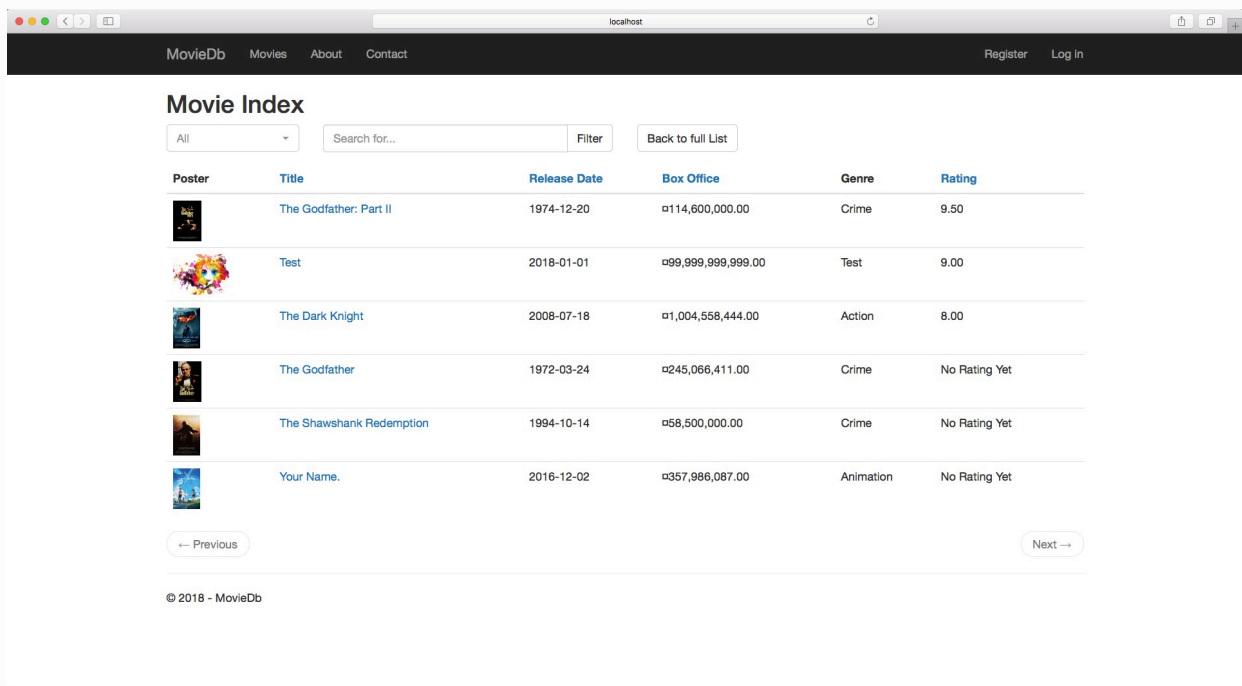 localhost
MovieDb Movies About Contact Register Log in
Movie Index
All Search for... Filter Back to full List
Poster Title Release Date Box Office Genre Rating
The Godfather: Part II 1974-12-20 ¤114,600,000.00 Crime 9.50
Test 2018-01-01 ¤99,999,999,999.00 Test 9.00
The Dark Knight 2008-07-18 ¤1,004,558,444.00 Action 8.00
The Godfather 1972-03-24 ¤245,066,411.00 Crime No Rating Yet
The Shawshank Redemption 1994-10-14 ¤58,500,000.00 Crime No Rating Yet
Your Name. 2016-12-02 ¤357,986,087.00 Animation No Rating Yet
← Previous Next →
© 2018 - MovieDb